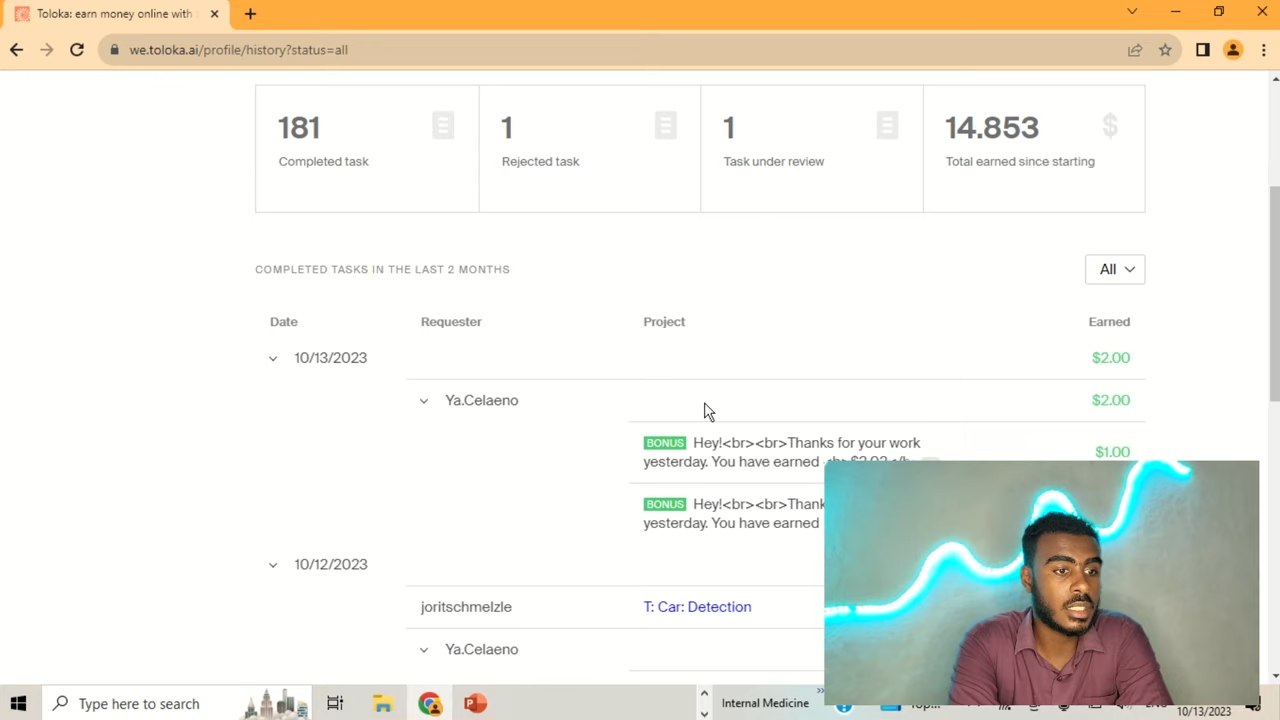 Toloka: earn money online with
we.toloka.ai/profile/history?status=all
181
Completed task
1
Rejected task
1
Task under review
14.853
$
Total earned since starting
COMPLETED TASKS IN THE LAST 2 MONTHS
All
Date Requester Project Earned
10/13/2023 $2.00
Ya.Celaeno $2.00
BONUS Hey!<br><br>Thanks for your work
yesterday. You have earned
$1.00
BONUS Hey!<br><br>Thank
yesterday. You have earned
10/12/2023
joritschmelzle T: Car: Detection
Ya.Celaeno
Type here to search
Internal Medicine
10/13/2023